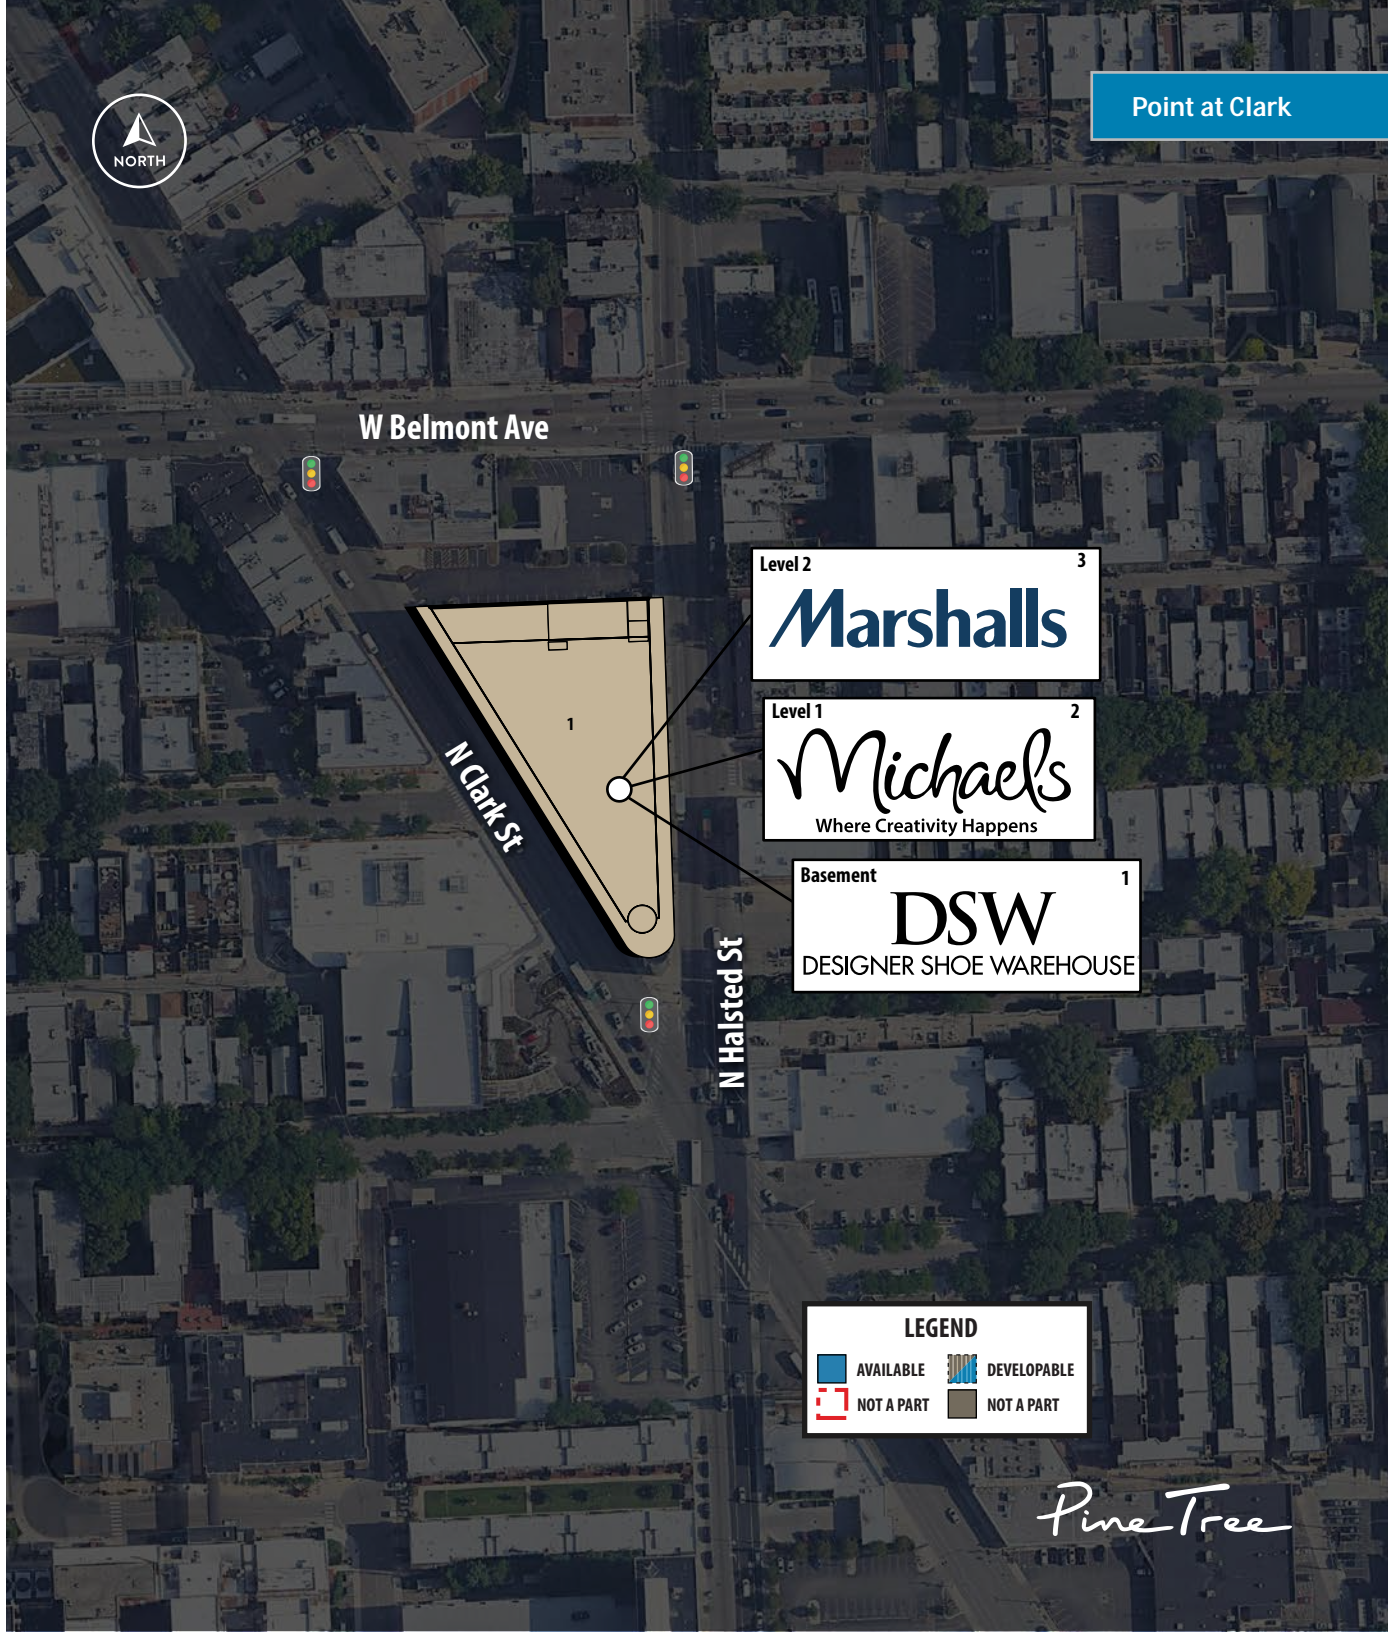 Point at Clark
NORTH
W Belmont Ave
Level 2
3
Marshalls
Level 1
2
Michaels
Where Creativity Happens
1
N Clark St
Basement
1
DSW
DESIGNER SHOE WAREHOUSE
N Halsted St
LEGEND
AVAILABLE
DEVELOPABLE
NOT A PART
NOT A PART
Pine Tree